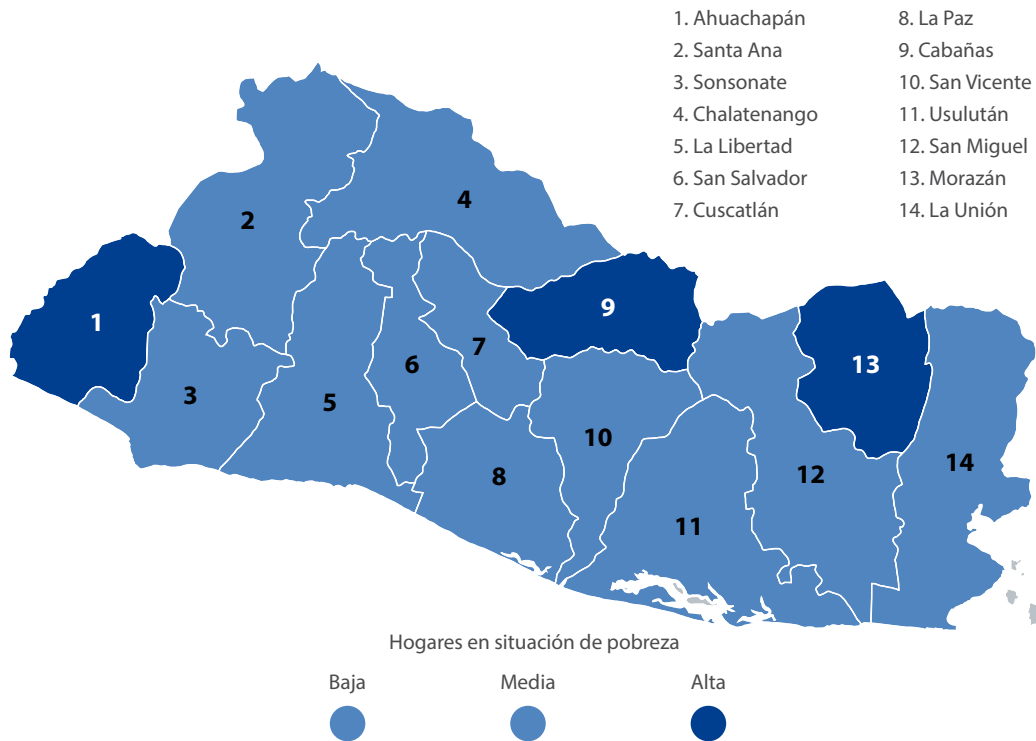 1. Ahuachapán
2. Santa Ana
3. Sonsonate
4. Chalatenango
5. La Libertad
6. San Salvador
7. Cuscatlán
8. La Paz
9. Cabañas
10. San Vicente
11. Usulután
12. San Miguel
13. Morazán
14. La Unión
4
2
9
1
7
13
6
3
5
10
14
8
12
11
Hogares en situación de pobreza
Baja
Media
Alta